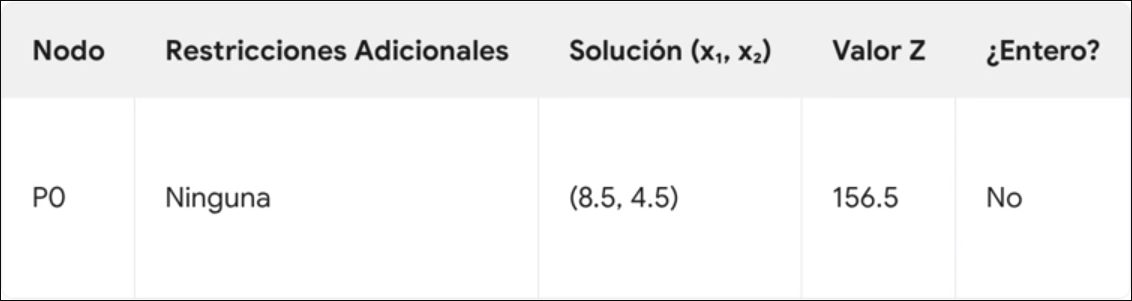 Nodo Restricciones Adicionales Solución (x₁, x₂) Valor Z ¿Entero?
P0 Ninguna (8.5, 4.5) 156.5 No